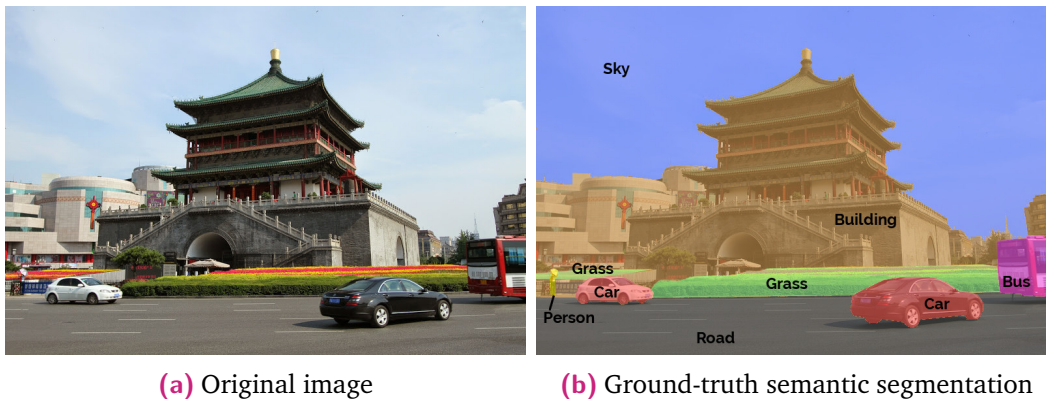 Sky
Building
Grass
Grass
Car
Bus
Car
Person
Road
(a) Original image
(b) Ground-truth semantic segmentation